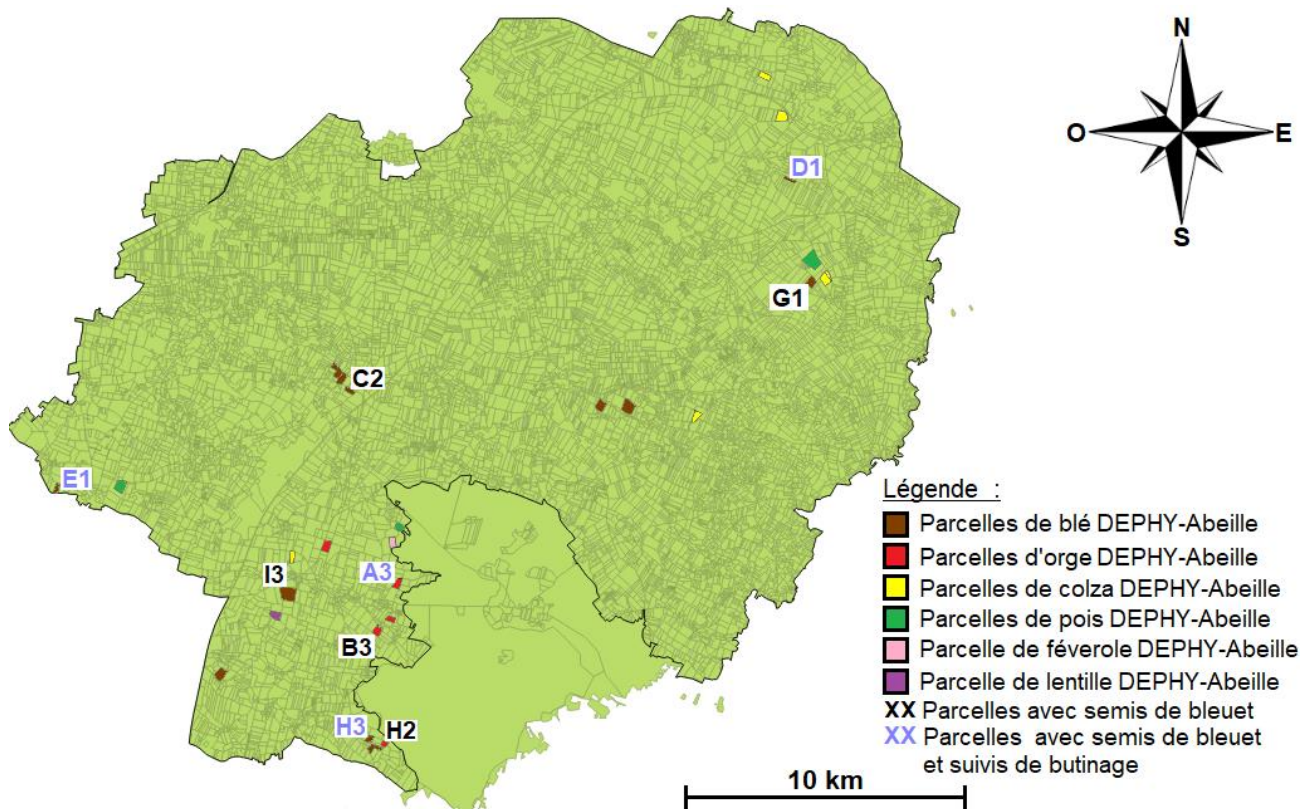 N
O
E
S
D1
G1
C2
E1
I3
A3
B3
H3
H2
Légende :
Parcelles de blé DEPHY-Abeille
Parcelles d'orge DEPHY-Abeille
Parcelles de colza DEPHY-Abeille
Parcelles de pois DEPHY-Abeille
Parcelle de féverole DEPHY-Abeille
Parcelle de lentille DEPHY-Abeille
XX Parcelles avec semis de bleuet
XX Parcelles avec semis de bleuet
et suivis de butinage
10 km